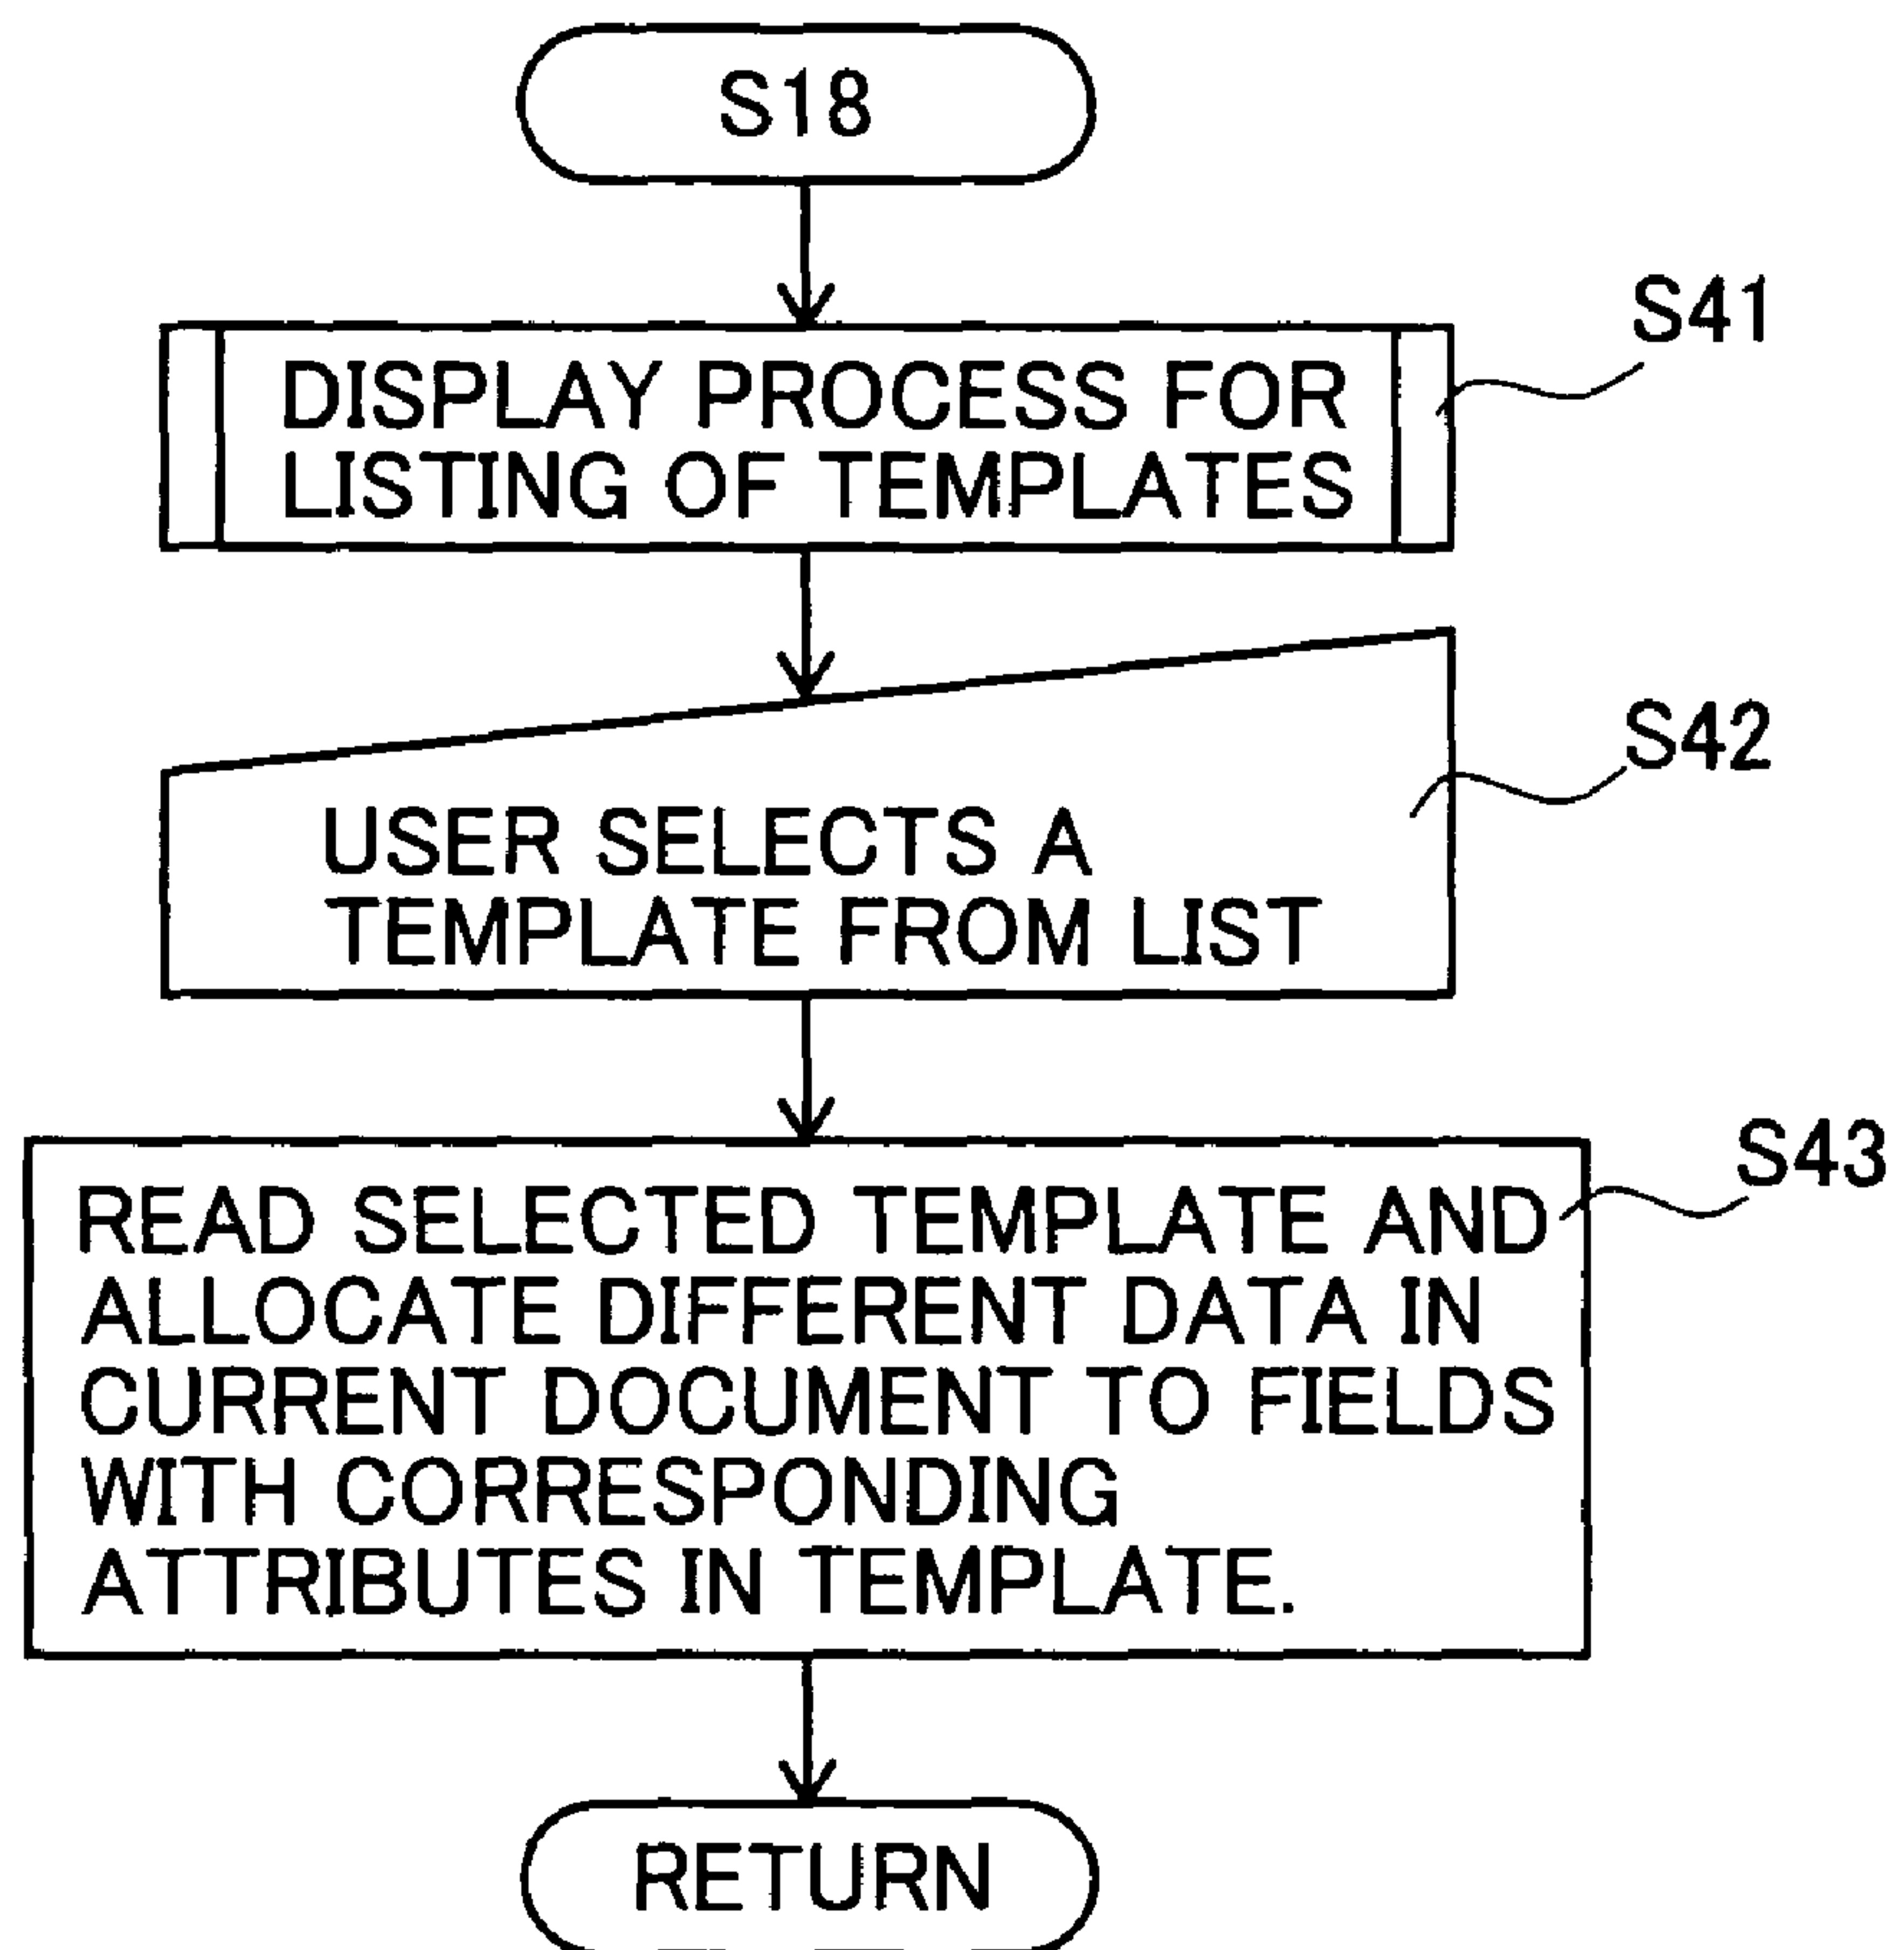 S18
S41
DISPLAY PROCESS FOR
LISTING OF TEMPLATES
S42
USER SELECTS A
TEMPLATE FROM LIST
S43
READ SELECTED TEMPLATE AND
ALLOCATE DIFFERENT DATA IN
CURRENT DOCUMENT TO FIELDS
WITH CORRESPONDING
ATTRIBUTES IN TEMPLATE.
RETURN